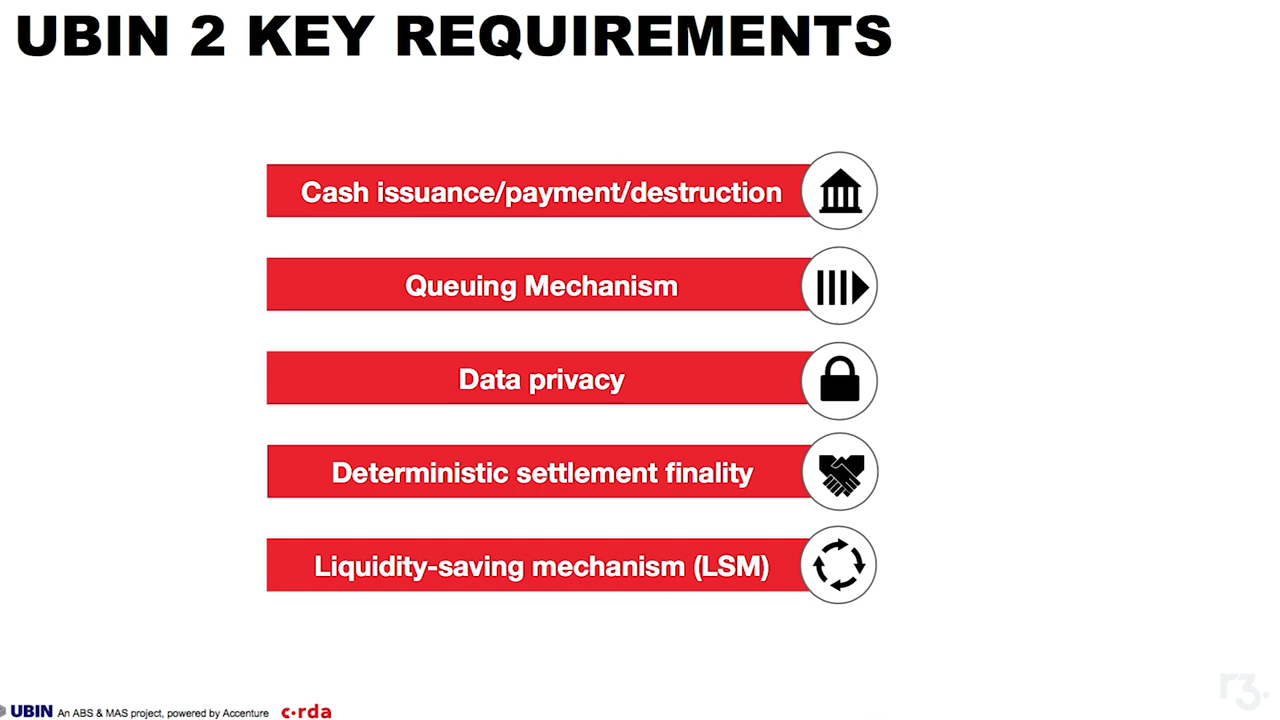 UBIN 2 KEY REQUIREMENTS
Cash issuance/payment/destruction
Queuing Mechanism
Data privacy
Deterministic settlement finality
Liquidity-saving mechanism (LSM)
r3.
UBIN An ABS & MAS project, powered by Accenture c·rda